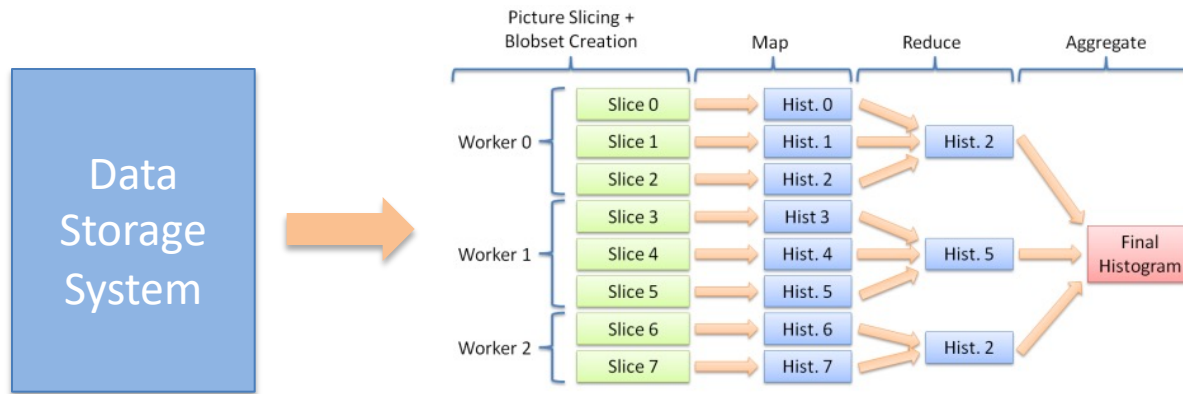 Picture Slicing +
Blobset Creation
Map
Reduce
Aggregate
Data
Storage
System
Worker 0
Slice 0
Hist. 0
Slice 1
Hist. 1
Hist. 2
Slice 2
Hist. 2
Worker 1
Slice 3
Hist 3
Slice 4
Hist. 4
Hist. 5
Slice 5
Hist. 5
Final
Histogram
Worker 2
Slice 6
Hist. 6
Hist. 2
Slice 7
Hist. 7